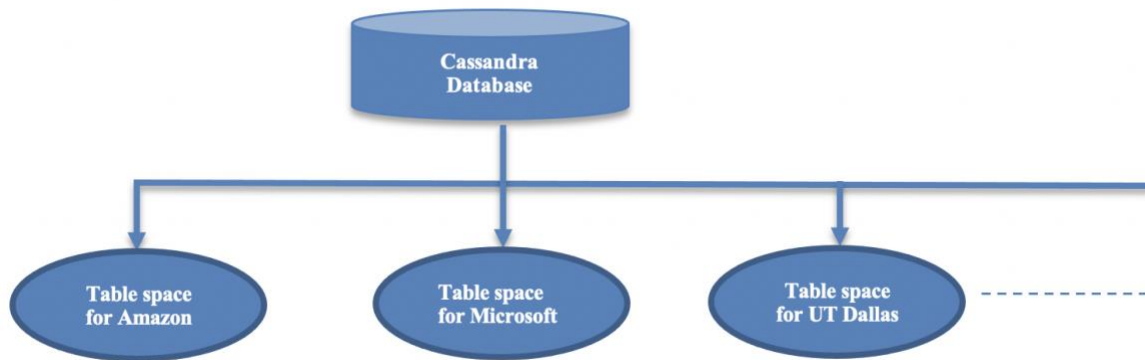 Cassandra
Database
Table space
for Amazon
Table space
for Microsoft
Table space
for UT Dallas